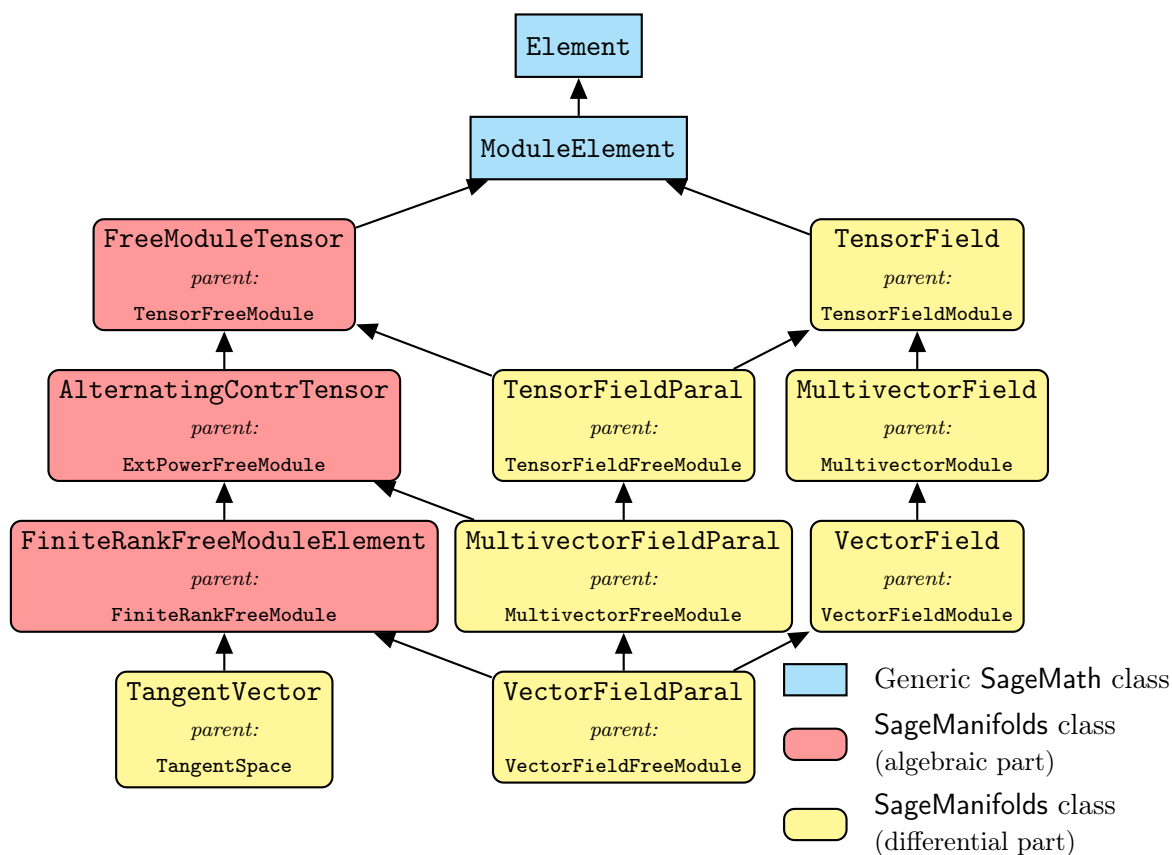 Element
ModuleElement
FreeModuleTensor
parent:
TensorFreeModule
TensorField
parent:
TensorFieldModule
AlternatingContrTensor
parent:
ExtPowerFreeModule
TensorFieldParal
parent:
TensorFieldFreeModule
MultivectorField
parent:
MultivectorModule
FiniteRankFreeModuleElement
parent:
FiniteRankFreeModule
MultivectorFieldParal
parent:
MultivectorFreeModule
VectorField
parent:
VectorFieldModule
TangentVector
parent:
TangentSpace
VectorFieldParal
parent:
VectorFieldFreeModule
Generic SageMath class
SageManifolds class
(algebraic part)
SageManifolds class
(differential part)